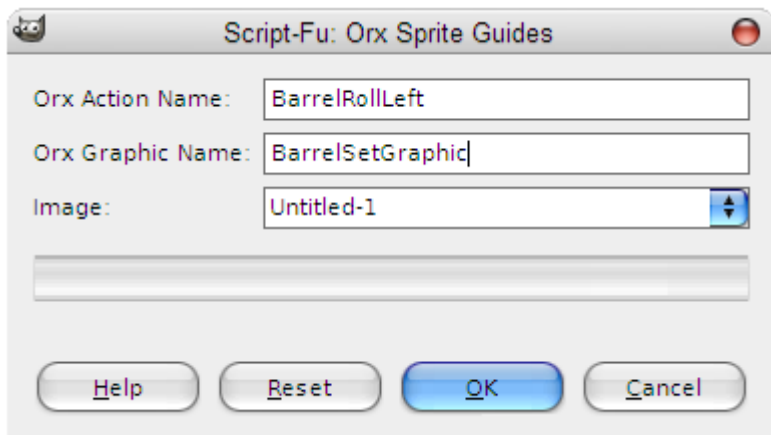 Script-Fu: Orx Sprite Guides
Orx Action Name: BarrelRollLeft
Orx Graphic Name: BarrelSetGraphic
Image: Untitled-1
Help Reset OK Cancel